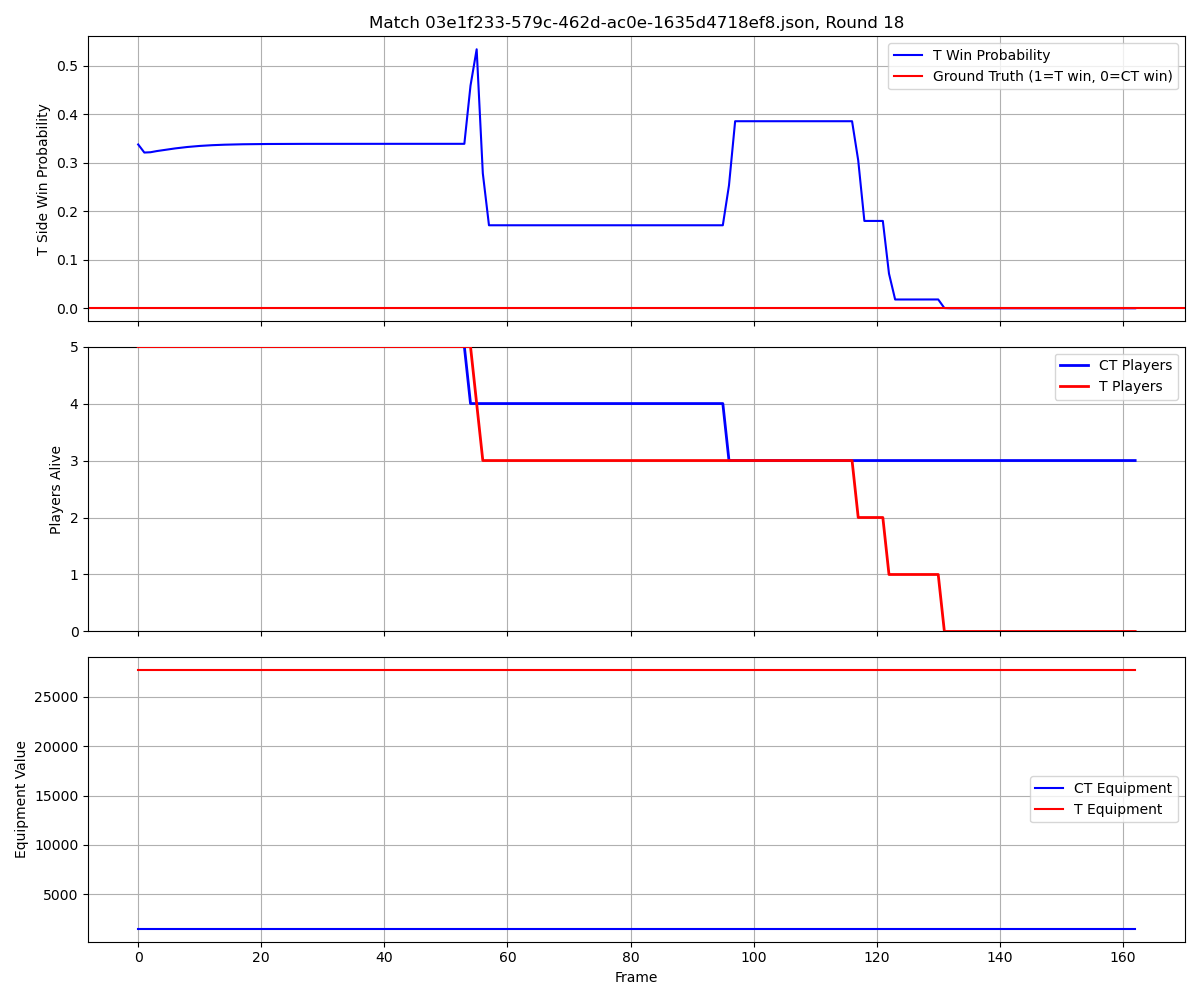 Match 03e1f233-579c-462d-ac0e-1635d4718ef8.json, Round 18
T Side Win Probability
0.5
0.4
0.3
0.2
0.1
0.0
T Win Probability
Ground Truth (1=T win, 0=CT win)
Players Alive
5
4
3
2
1
0
CT Players
T Players
Equipment Value
25000
20000
15000
10000
5000
CT Equipment
T Equipment
0 20 40 60 80 100 120 140 160
Frame